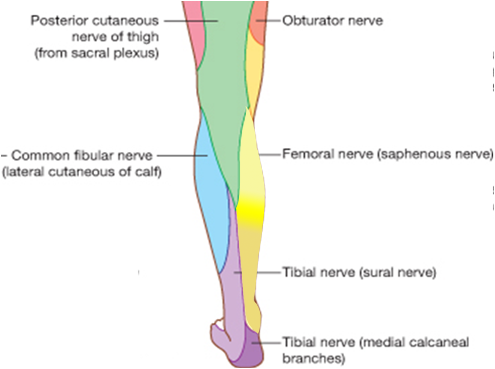 Posterior cutaneous
nerve of thigh
(from sacral plexus)
Obturator nerve
– Common fibular nerve
(lateral cutaneous of calf)
Femoral nerve (saphenous nerve)
Tibial nerve (sural nerve)
Tibial nerve (medial calcaneal
branches)